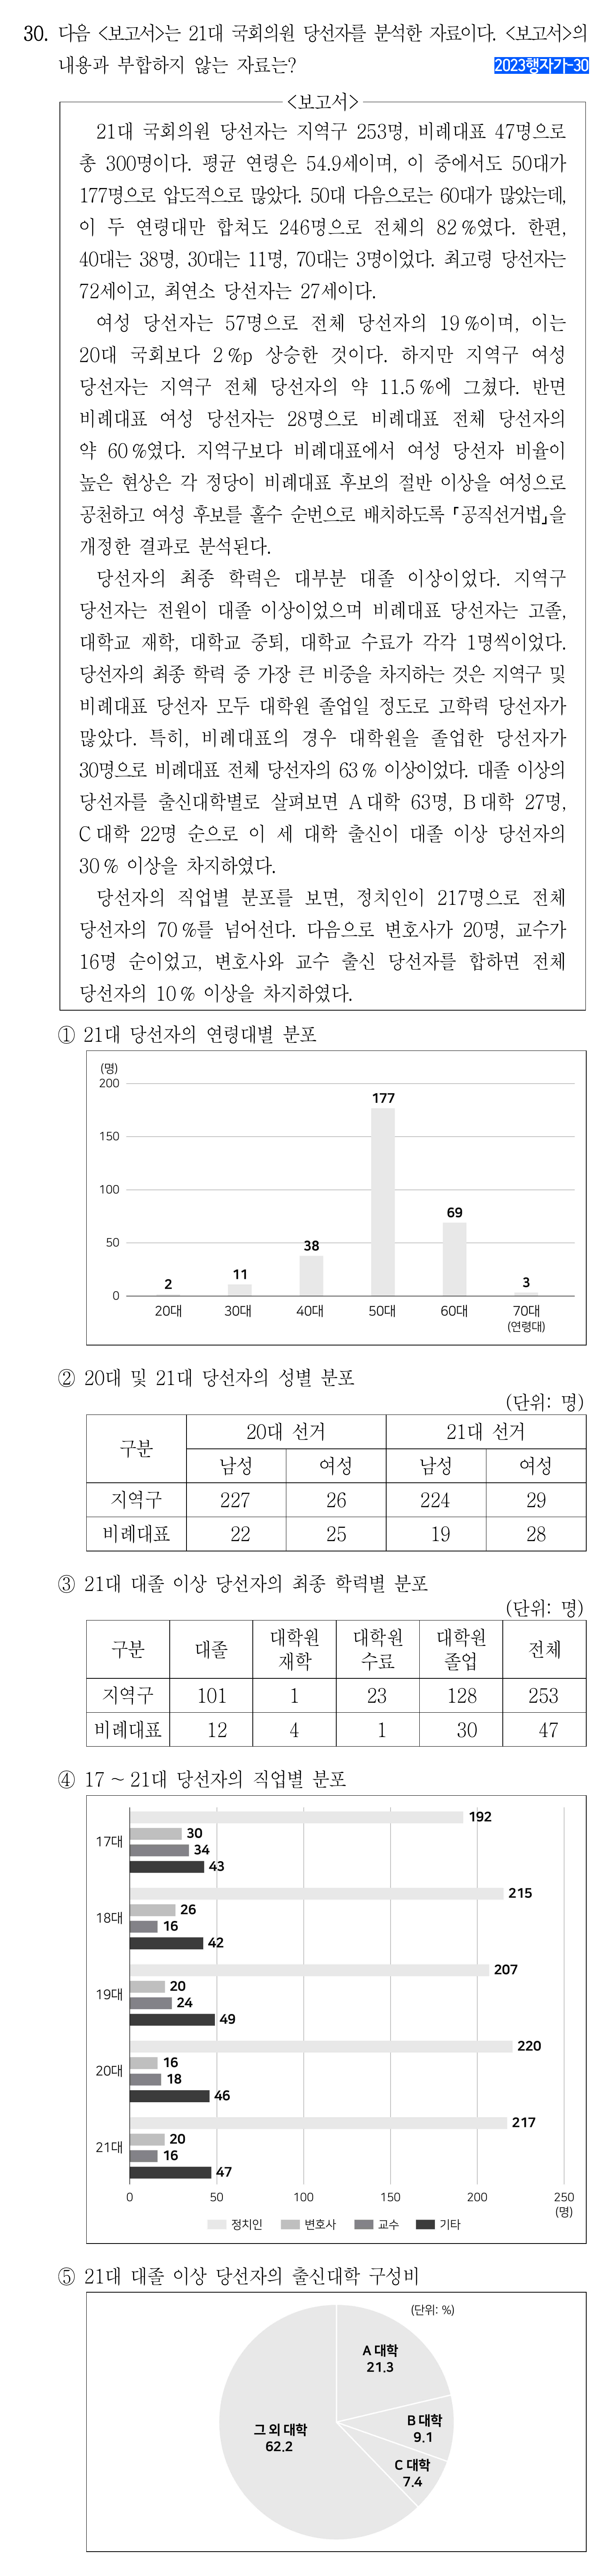 30. 다음 <보고서>는 21대 국회의원 당선자를 분석한 자료이다. <보고서>의
내용과 부합하지 않는 자료는?
2023행자가-30
<보고서>
21대 국회의원 당선자는 지역구 253명, 비례대표 47명으로
총 300명이다. 평균 연령은 54.9세이며, 이 중에서도 50대가
177명으로 압도적으로 많았다. 50대 다음으로는 60대가 많았는데,
이 두 연령대만 합쳐도 246명으로 전체의 82 %였다. 한편,
40대는 38명, 30대는 11명, 70대는 3명이었다. 최고령 당선자는
72세이고, 최연소 당선자는 27세이다.
여성 당선자는 57명으로 전체 당선자의 19 %이며, 이는
20대 국회보다 2 %p 상승한 것이다. 하지만 지역구 여성
당선자는 지역구 전체 당선자의 약 11.5 %에 그쳤다. 반면
비례대표 여성 당선자는 28명으로 비례대표 전체 당선자의
약 60 %였다. 지역구보다 비례대표에서 여성 당선자 비율이
높은 현상은 각 정당이 비례대표 후보의 절반 이상을 여성으로
공천하고 여성 후보를 홀수 순번으로 배치하도록 「공직선거법」을
개정한 결과로 분석된다.
당선자의 최종 학력은 대부분 대졸 이상이었다. 지역구
당선자는 전원이 대졸 이상이었으며 비례대표 당선자는 고졸,
대학교 재학, 대학교 중퇴, 대학교 수료가 각각 1명씩이었다.
당선자의 최종 학력 중 가장 큰 비중을 차지하는 것은 지역구 및
비례대표 당선자 모두 대학원 졸업일 정도로 고학력 당선자가
많았다. 특히, 비례대표의 경우 대학원을 졸업한 당선자가
30명으로 비례대표 전체 당선자의 63 % 이상이었다. 대졸 이상의
당선자를 출신대학별로 살펴보면 A 대학 63명, B 대학 27명,
C 대학 22명 순으로 이 세 대학 출신이 대졸 이상 당선자의
30 % 이상을 차지하였다.
당선자의 직업별 분포를 보면, 정치인이 217명으로 전체
당선자의 70 %를 넘어선다. 다음으로 변호사가 20명, 교수가
16명 순이었고, 변호사와 교수 출신 당선자를 합하면 전체
당선자의 10 % 이상을 차지하였다.
① 21대 당선자의 연령대별 분포
(명)
200
150
100
50
0
2
11
38
177
69
3
20대 30대 40대 50대 60대 70대
(연령대)
② 20대 및 21대 당선자의 성별 분포
(단위: 명)
구분 20대 선거 21대 선거
남성 여성 남성 여성
지역구 227 26 224 29
비례대표 22 25 19 28
③ 21대 대졸 이상 당선자의 최종 학력별 분포
(단위: 명)
구분 대졸 대학원 재학 대학원 수료 대학원 졸업 전체
지역구 101 1 23 128 253
비례대표 12 4 1 30 47
④ 17 ~ 21대 당선자의 직업별 분포
17대
192
30
34
43
18대
215
26
16
42
19대
207
20
24
49
20대
220
16
18
46
21대
217
20
16
47
0 50 100 150 200 250
(명)
정치인 변호사 교수 기타
⑤ 21대 대졸 이상 당선자의 출신대학 구성비
(단위: %)
A 대학
21.3
B 대학
9.1
C 대학
7.4
그 외 대학
62.2